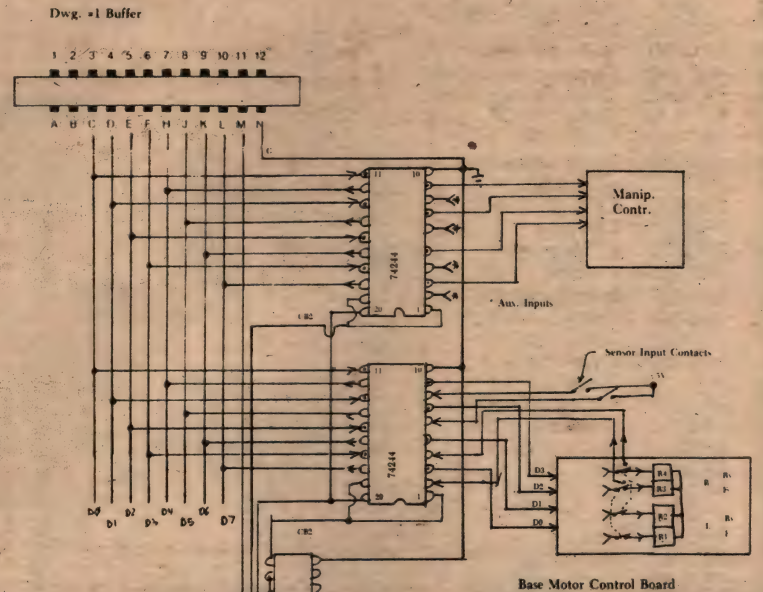 Dwg. #1 Buffer
1 2 3 4 5 6 7 8 9 10 11 12
A B C D E F H J K L M N
C
11 10
74244
20 1
Manip.
Contr.
Aux. Inputs
CB2
Sensor Input Contacts
11 10
74244
20 1
D3
D2
D1
D0
R4
R3
R2
R1
R
L
D0 D1 D2 D3 D4 D5 D6 D7
CB2
Base Motor Control Board